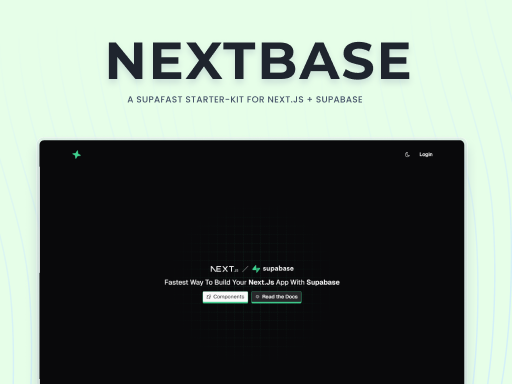 NEXTBASE
A SUPAFAST STARTER-KIT FOR NEXT.JS + SUPABASE
Login
NEXT.JS / supabase
Fastest Way To Build Your Next.Js App With Supabase
Components
Read the Docs